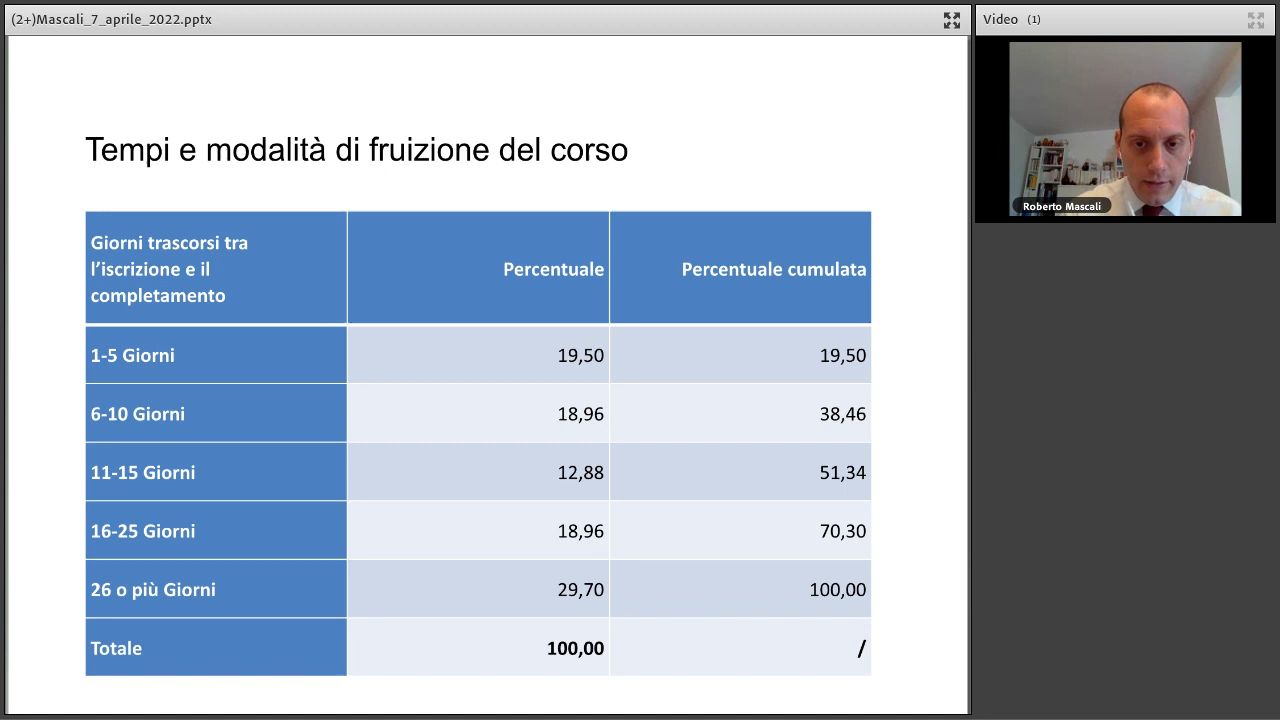 (2+)Mascali_7_aprile_2022.pptx
Video (1)
Roberto Mascali
Tempi e modalità di fruizione del corso
Giorni trascorsi tra
l’iscrizione e il
completamento
Percentuale
Percentuale cumulata
1-5 Giorni 19,50 19,50
6-10 Giorni 18,96 38,46
11-15 Giorni 12,88 51,34
16-25 Giorni 18,96 70,30
26 o più Giorni 29,70 100,00
Totale 100,00 /